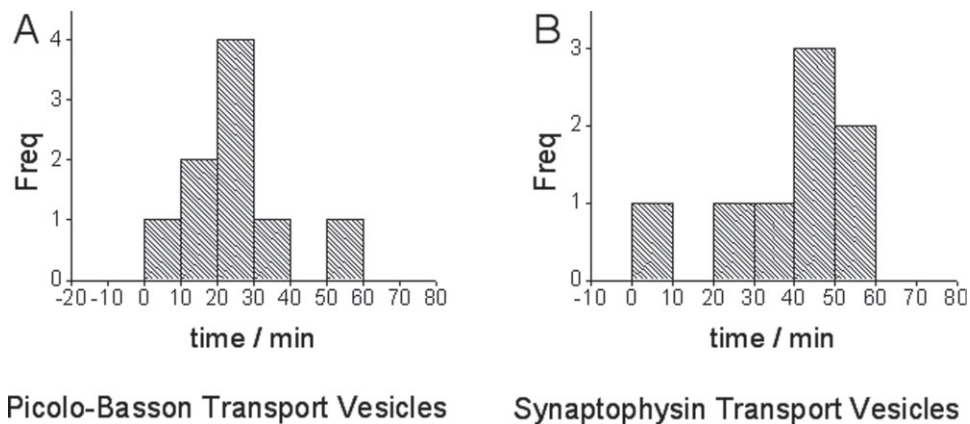 A
Freq
4
3
2
1
0
-20 -10 0 10 20 30 40 50 60 70 80
time / min
Picolo-Basson Transport Vesicles
B
Freq
3
2
1
0
-10 0 10 20 30 40 50 60 70 80
time / min
Synaptophysin Transport Vesicles